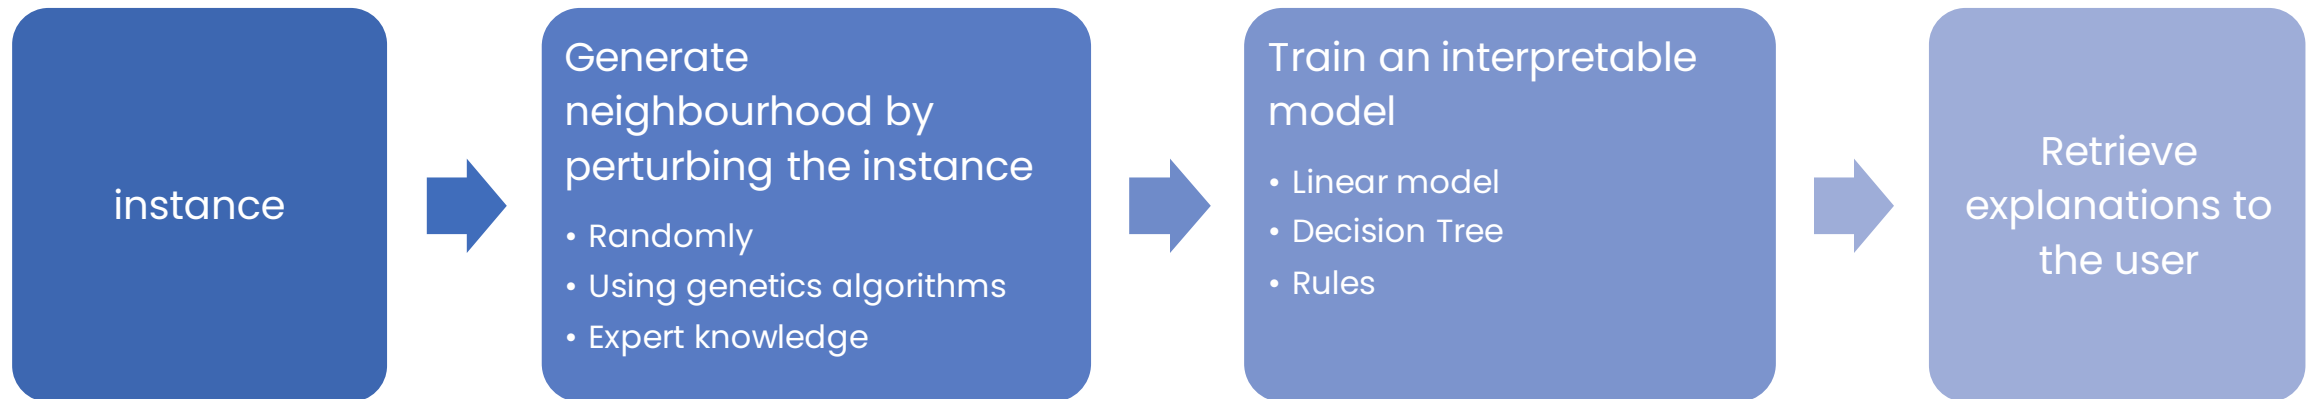 instance
Generate
neighbourhood by
perturbing the instance
• Randomly
• Using genetics algorithms
• Expert knowledge
Train an interpretable
model
• Linear model
• Decision Tree
• Rules
Retrieve
explanations to
the user